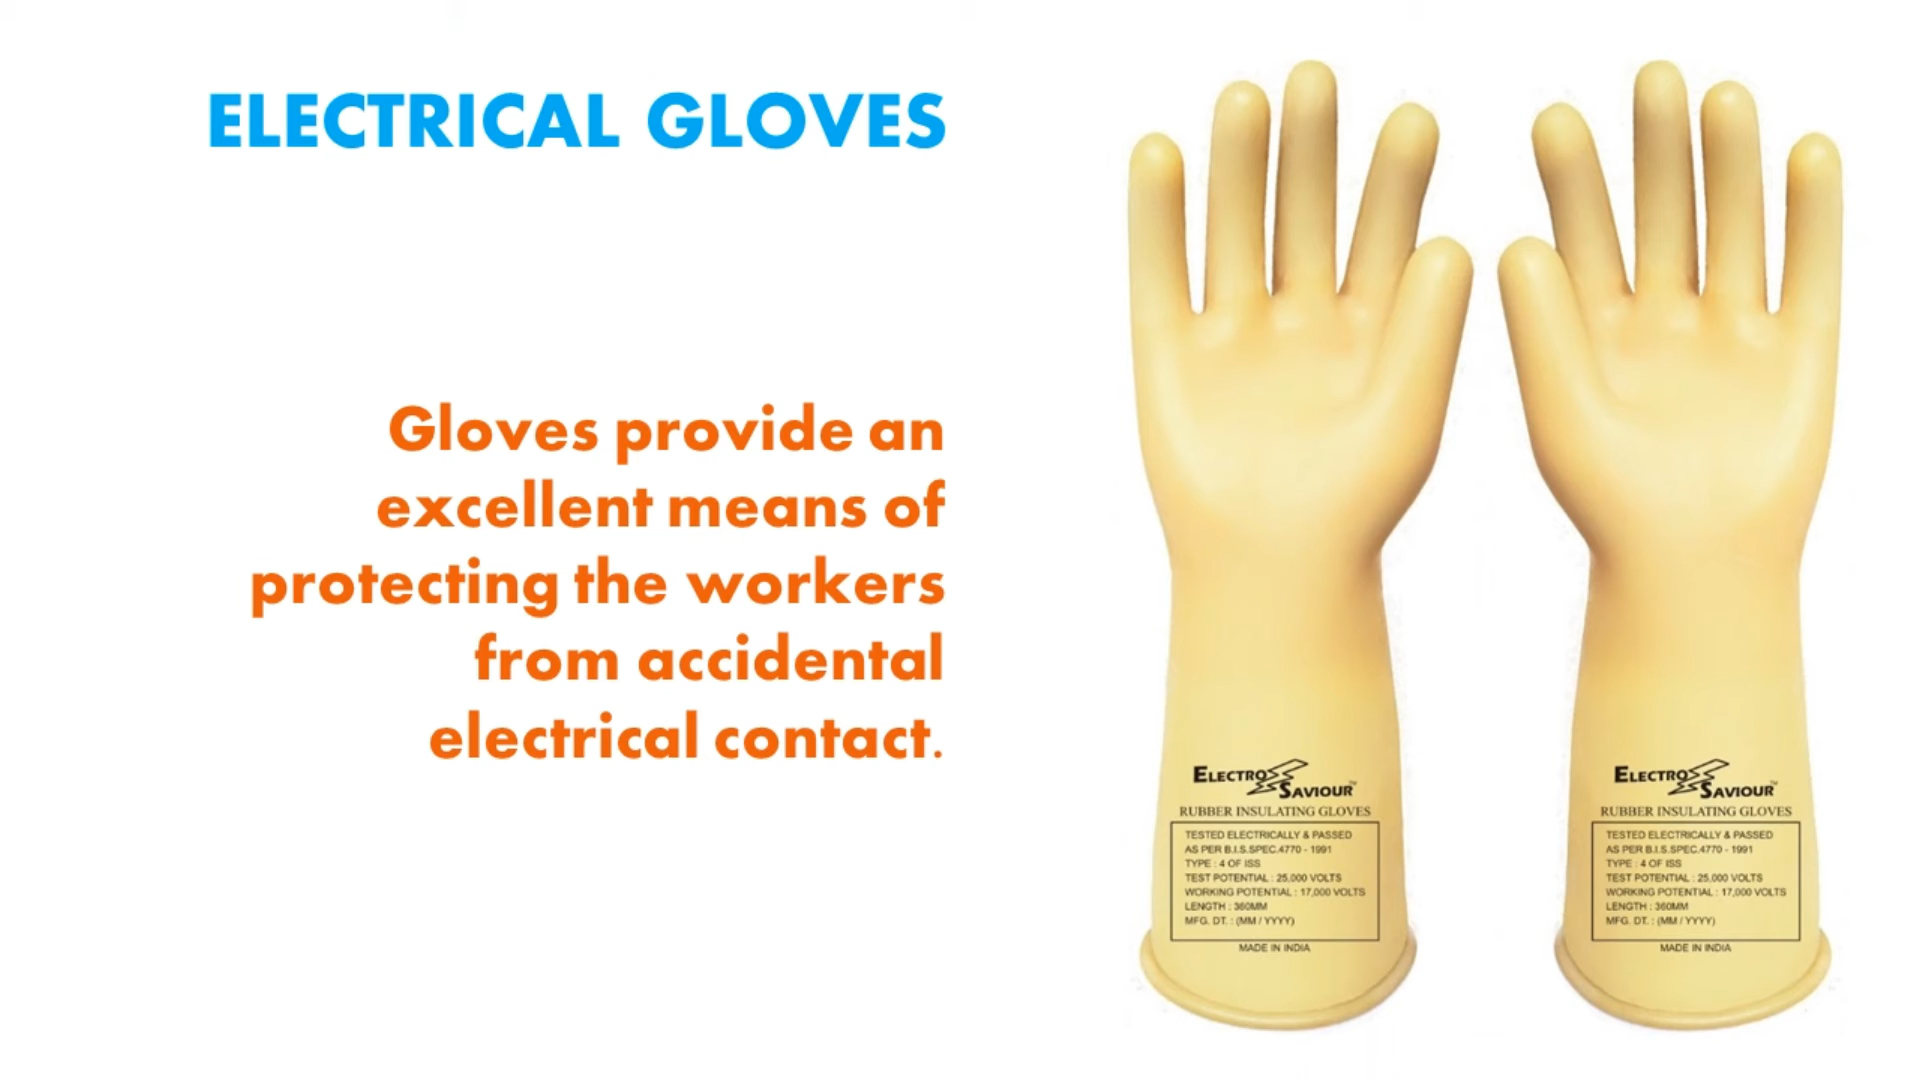 ELECTRICAL GLOVES
Gloves provide an
excellent means of
protecting the workers
from accidental
electrical contact.
ELECTRO
SAVIOUR™
RUBBER INSULATING GLOVES
TESTED ELECTRICALLY & PASSED
AS PER B.I.S.SPEC.4770 - 1991
TYPE : 4 OF ISS
TEST POTENTIAL : 25,000 VOLTS
WORKING POTENTIAL : 17,000 VOLTS
LENGTH : 360MM
MFG. DT. : (MM / YYYY)
MADE IN INDIA
ELECTRO
SAVIOUR™
RUBBER INSULATING GLOVES
TESTED ELECTRICALLY & PASSED
AS PER B.I.S.SPEC.4770 - 1991
TYPE : 4 OF ISS
TEST POTENTIAL : 25,000 VOLTS
WORKING POTENTIAL : 17,000 VOLTS
LENGTH : 360MM
MFG. DT. : (MM / YYYY)
MADE IN INDIA